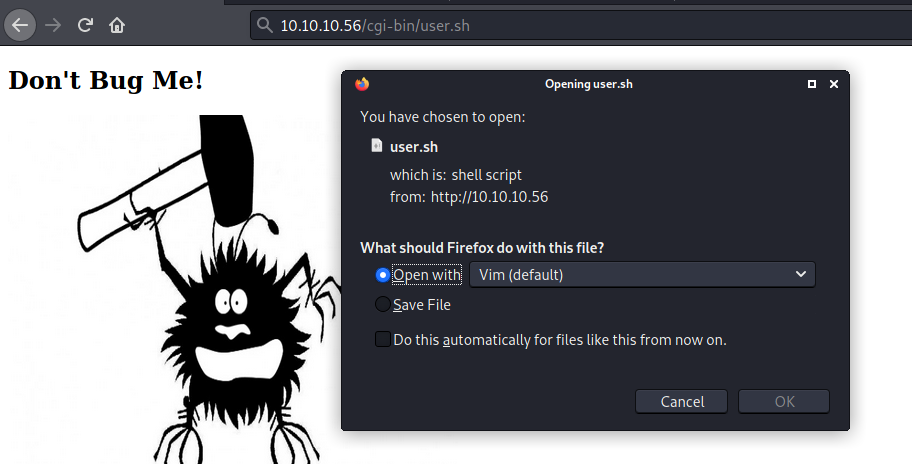 10.10.10.56/cgi-bin/user.sh
Don't Bug Me!
Opening user.sh
You have chosen to open:
user.sh
which is: shell script
from: http://10.10.10.56
What should Firefox do with this file?
Open with Vim (default)
Save File
Do this automatically for files like this from now on.
Cancel OK